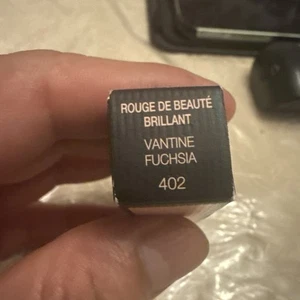 ROUGE DE BEAUTÉ
BRILLANT
VANTINE
FUCHSIA
402